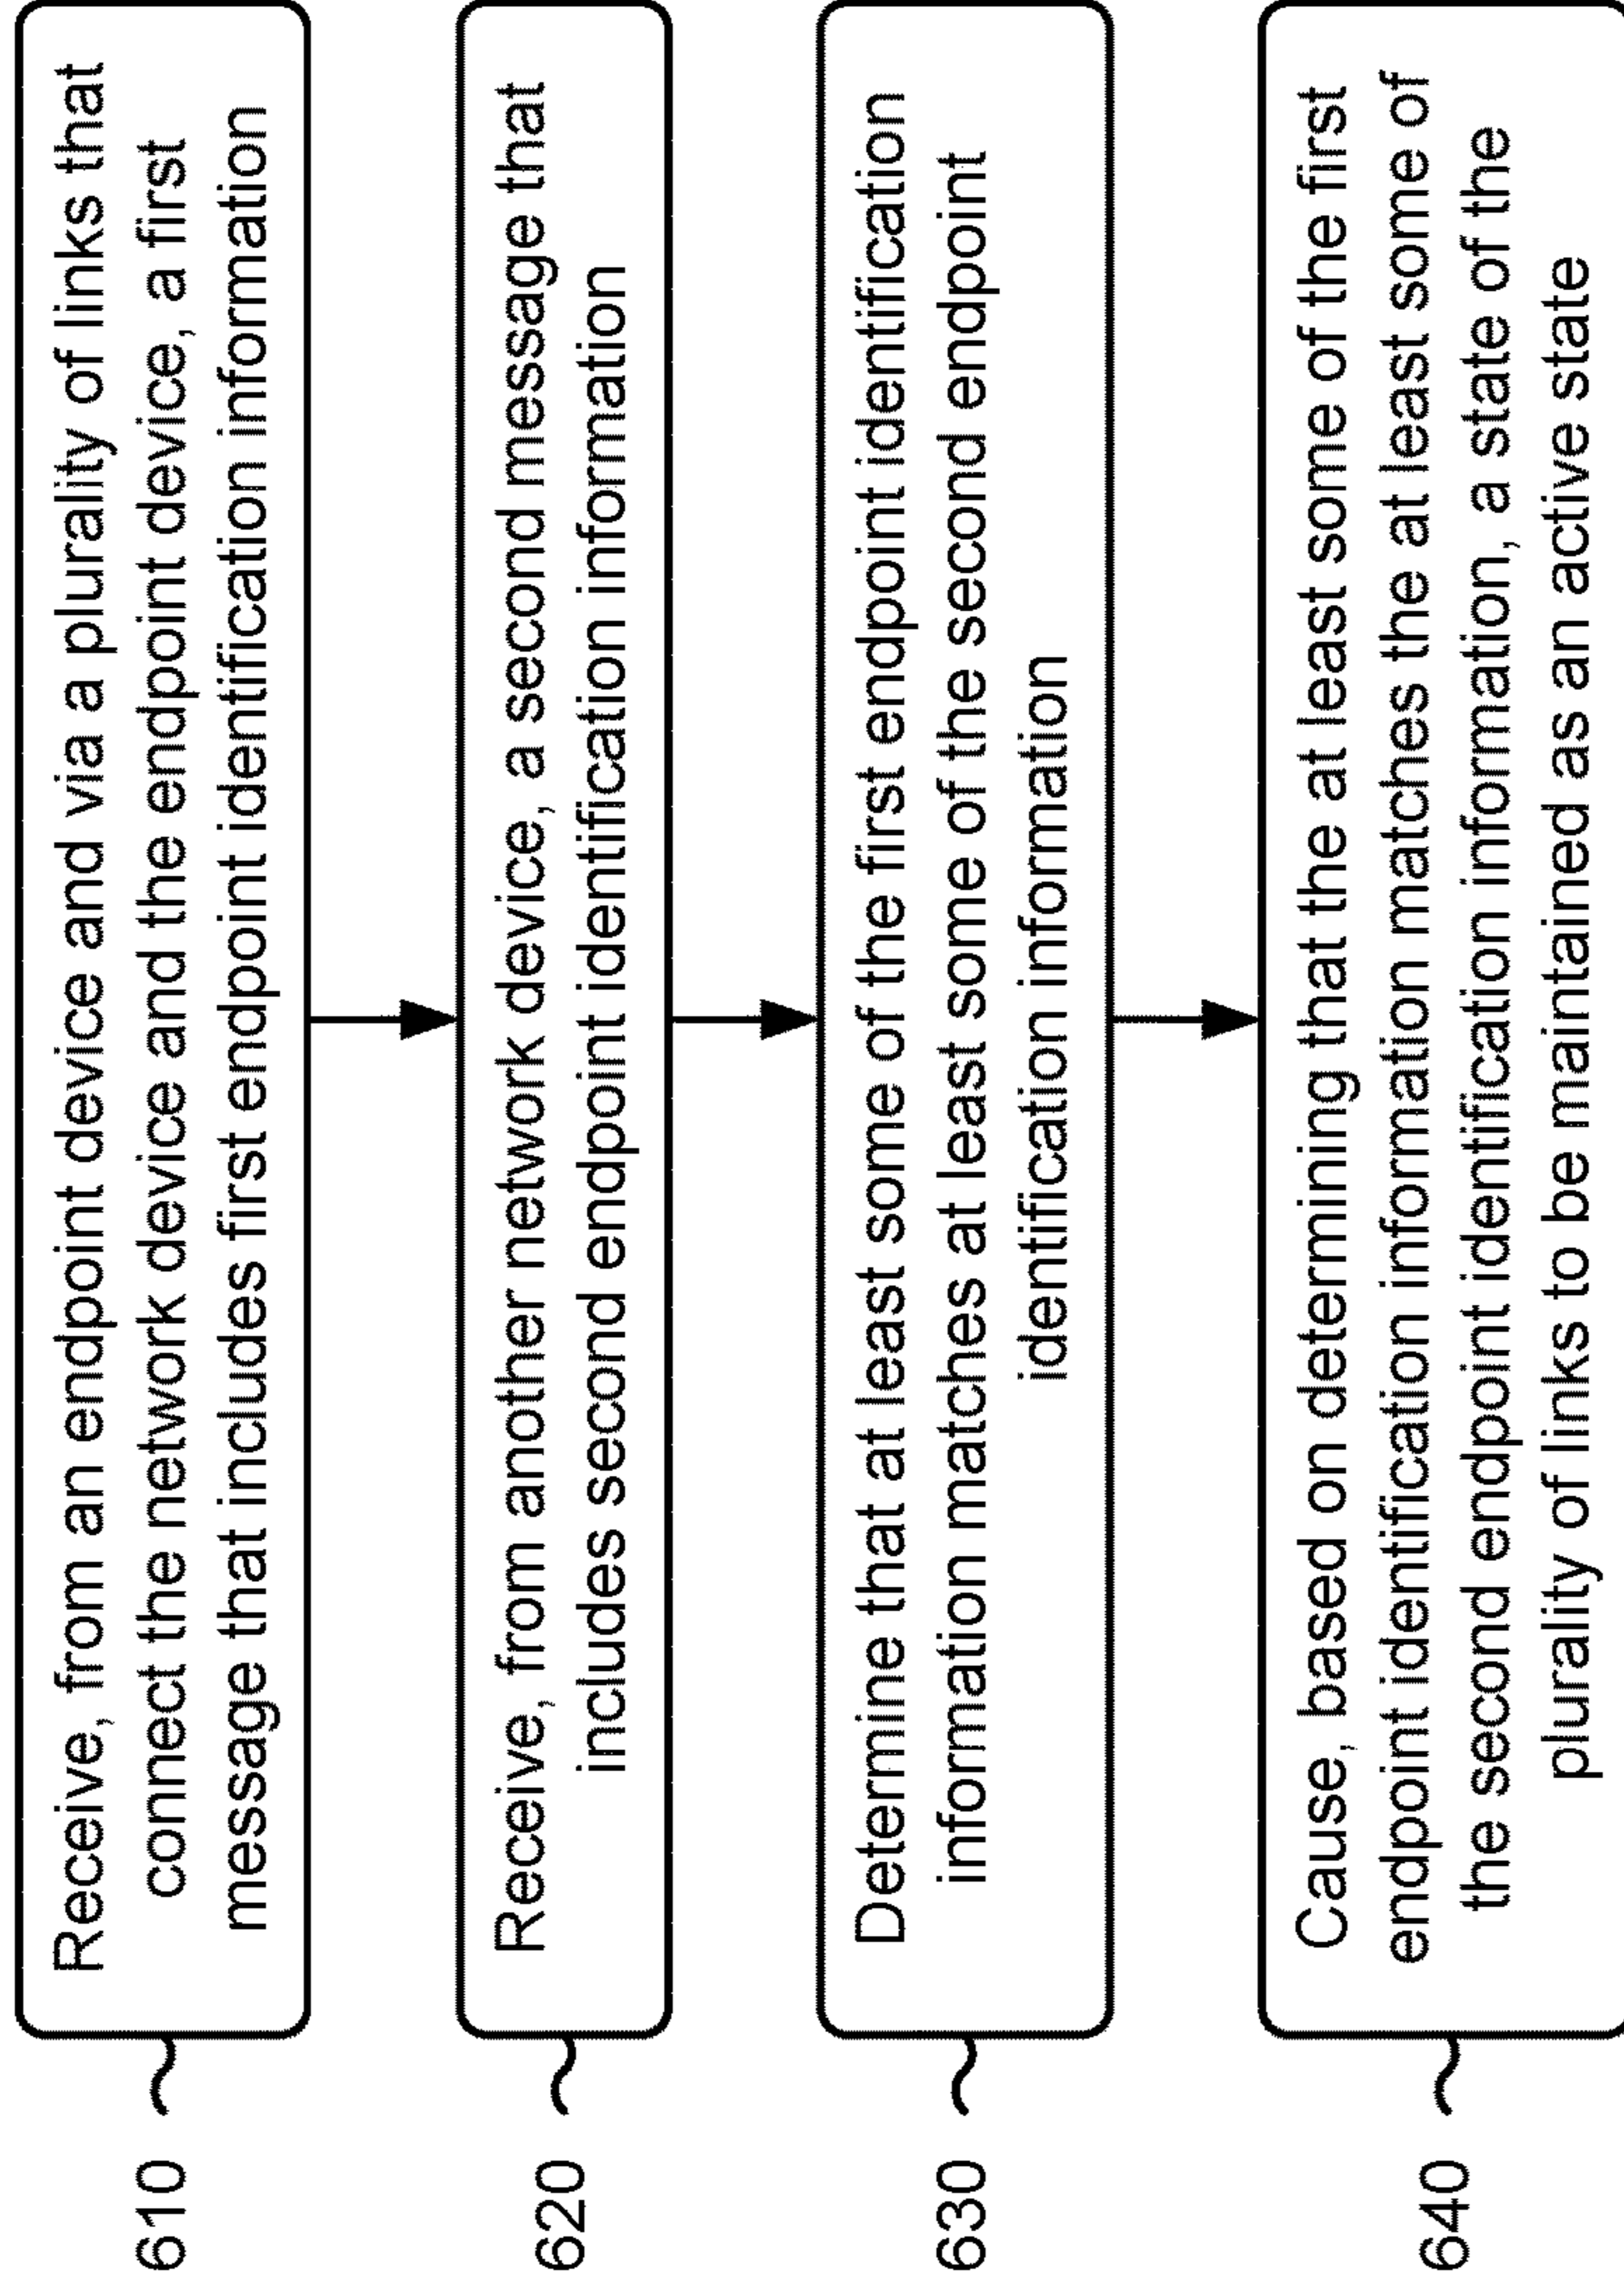 610
Receive, from an endpoint device and via a plurality of links that
connect the network device and the endpoint device, a first
message that includes first endpoint identification information
620
Receive, from another network device, a second message that
includes second endpoint identification information
630
Determine that at least some of the first endpoint identification
information matches at least some of the second endpoint
identification information
640
Cause, based on determining that the at least some of the first
endpoint identification information matches the at least some of
the second endpoint identification information, a state of the
plurality of links to be maintained as an active state